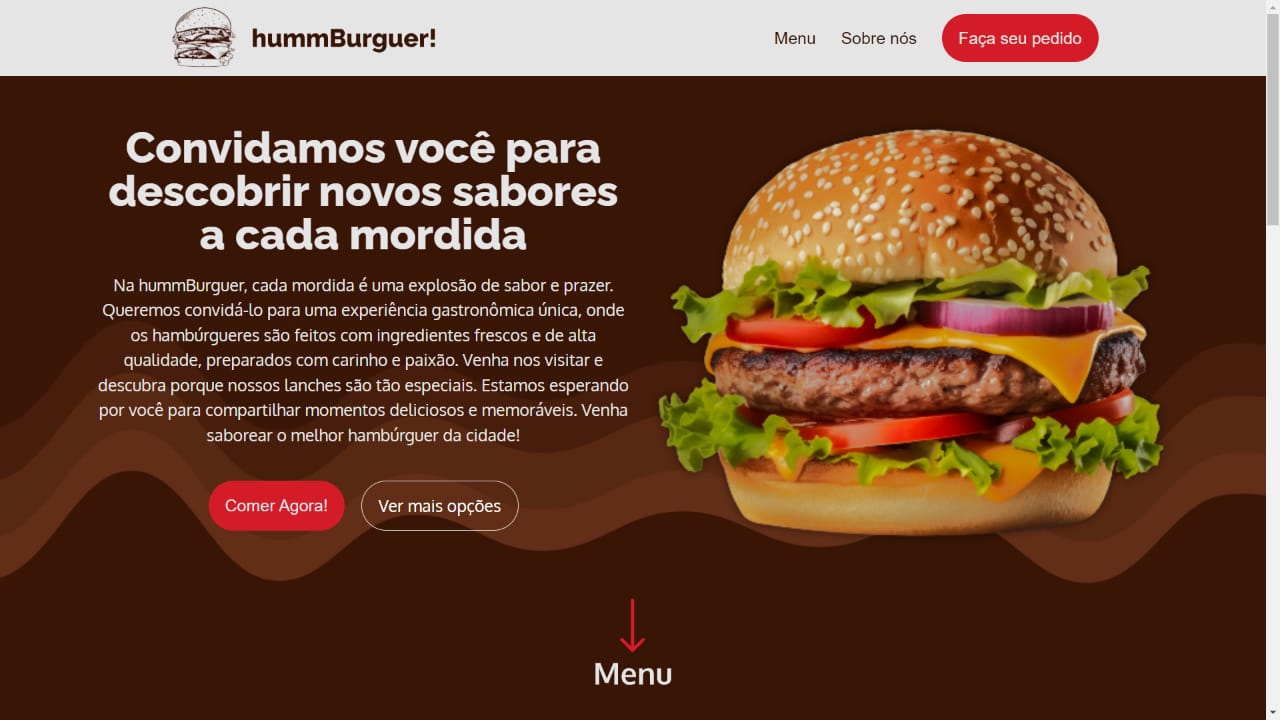 hummBurguer!
Menu
Sobre nós
Faça seu pedido
Convidamos você para
descobrir novos sabores
a cada mordida
Na hummBurguer, cada mordida é uma explosão de sabor e prazer.
Queremos convidá-lo para uma experiência gastronômica única, onde
os hambúrgueres são feitos com ingredientes frescos e de alta
qualidade, preparados com carinho e paixão. Venha nos visitar e
descubra porque nossos lanches são tão especiais. Estamos esperando
por você para compartilhar momentos deliciosos e memoráveis. Venha
saborear o melhor hambúrguer da cidade!
Comer Agora!
Ver mais opções
Menu